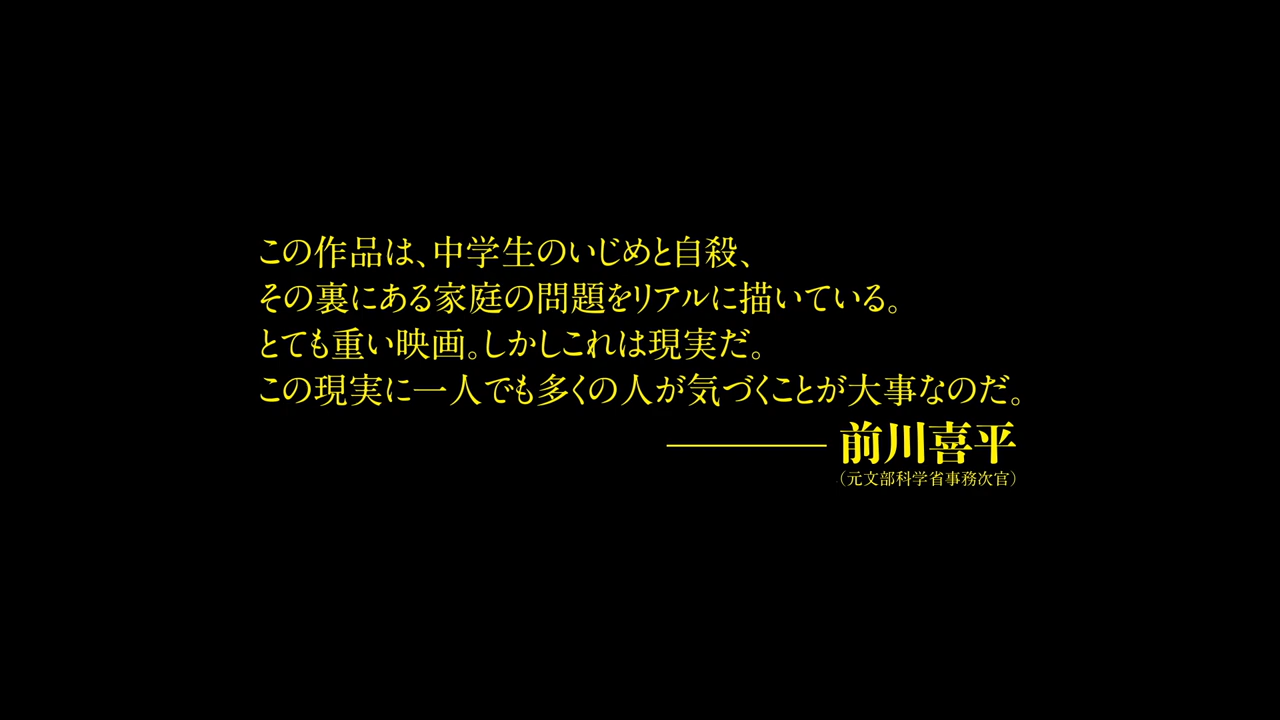 この作品は、中学生のいじめと自殺、
その裏にある家庭の問題をリアルに描いている。
とても重い映画。しかしこれは現実だ。
この現実に一人でも多くの人が気づくことが大事なのだ。
――――前川喜平
（元文部科学省事務次官）